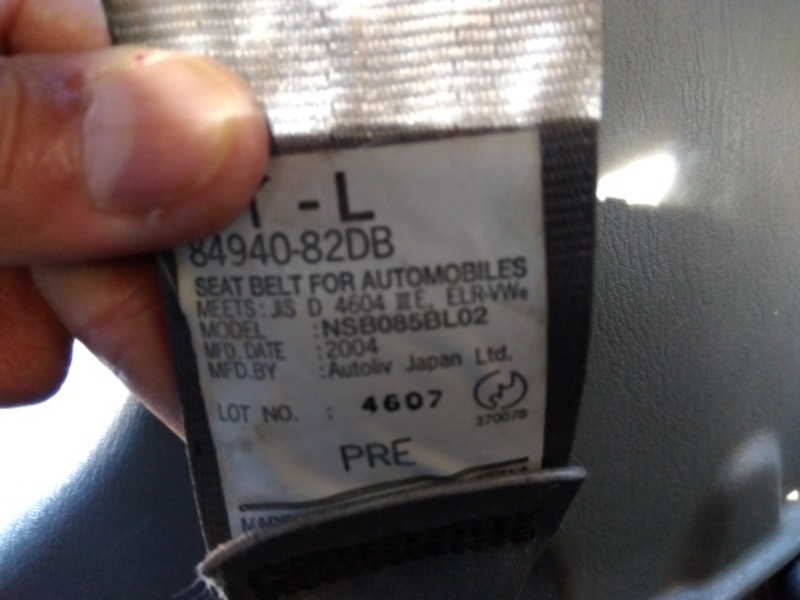 - L
84940-82DB
SEAT BELT FOR AUTOMOBILES
MEETS: JIS D 4604 III E, ELR-VWe
MODEL : NSB085BL02
MFD. DATE : 2004
MFD. BY : Autoliv Japan Ltd.
LOT NO. : 4607
370078
PRE